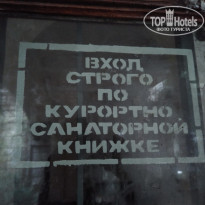 TOP Hotels
ФОТО ТУРИСТА
ВХОД
СТРОГО
ПО
КУРОРТНО
САНАТОРНОЙ
КНИЖКЕ